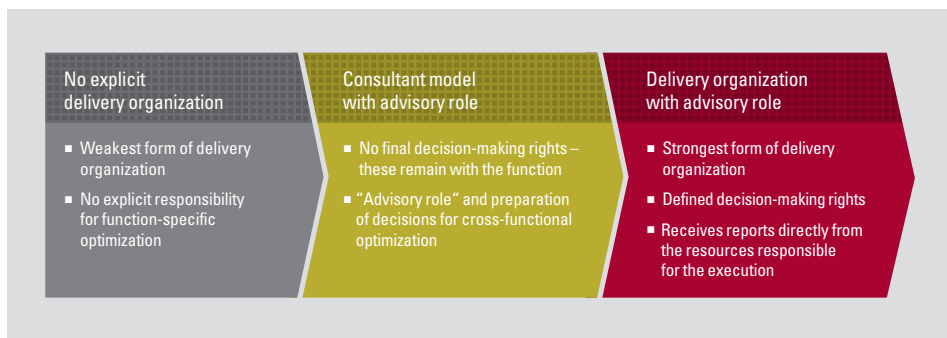 No explicit
delivery organization
■ Weakest form of delivery
organization
■ No explicit responsibility
for function-specific
optimization
Consultant model
with advisory role
■ No final decision-making rights –
these remain with the function
■ “Advisory role“ and preparation
of decisions for cross-functional
optimization
Delivery organization
with advisory role
■ Strongest form of delivery
organization
■ Defined decision-making rights
■ Receives reports directly from
the resources responsible
for the execution